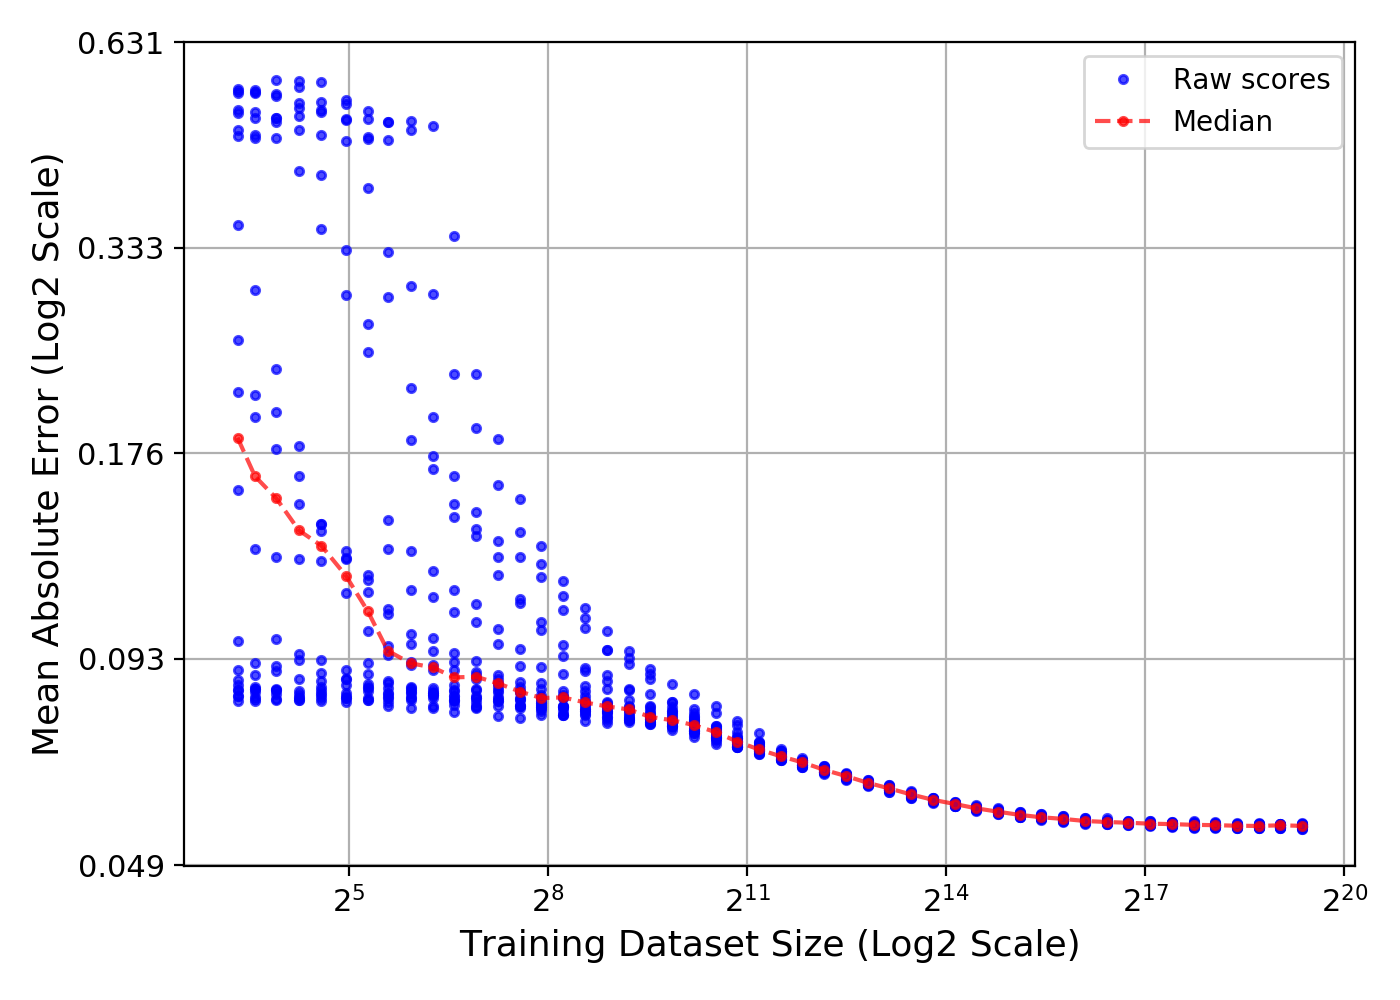 Mean Absolute Error (Log2 Scale)
0.631
0.333
0.176
0.093
0.049
Raw scores
Median
2^5
2^8
2^11
2^14
2^17
2^20
Training Dataset Size (Log2 Scale)